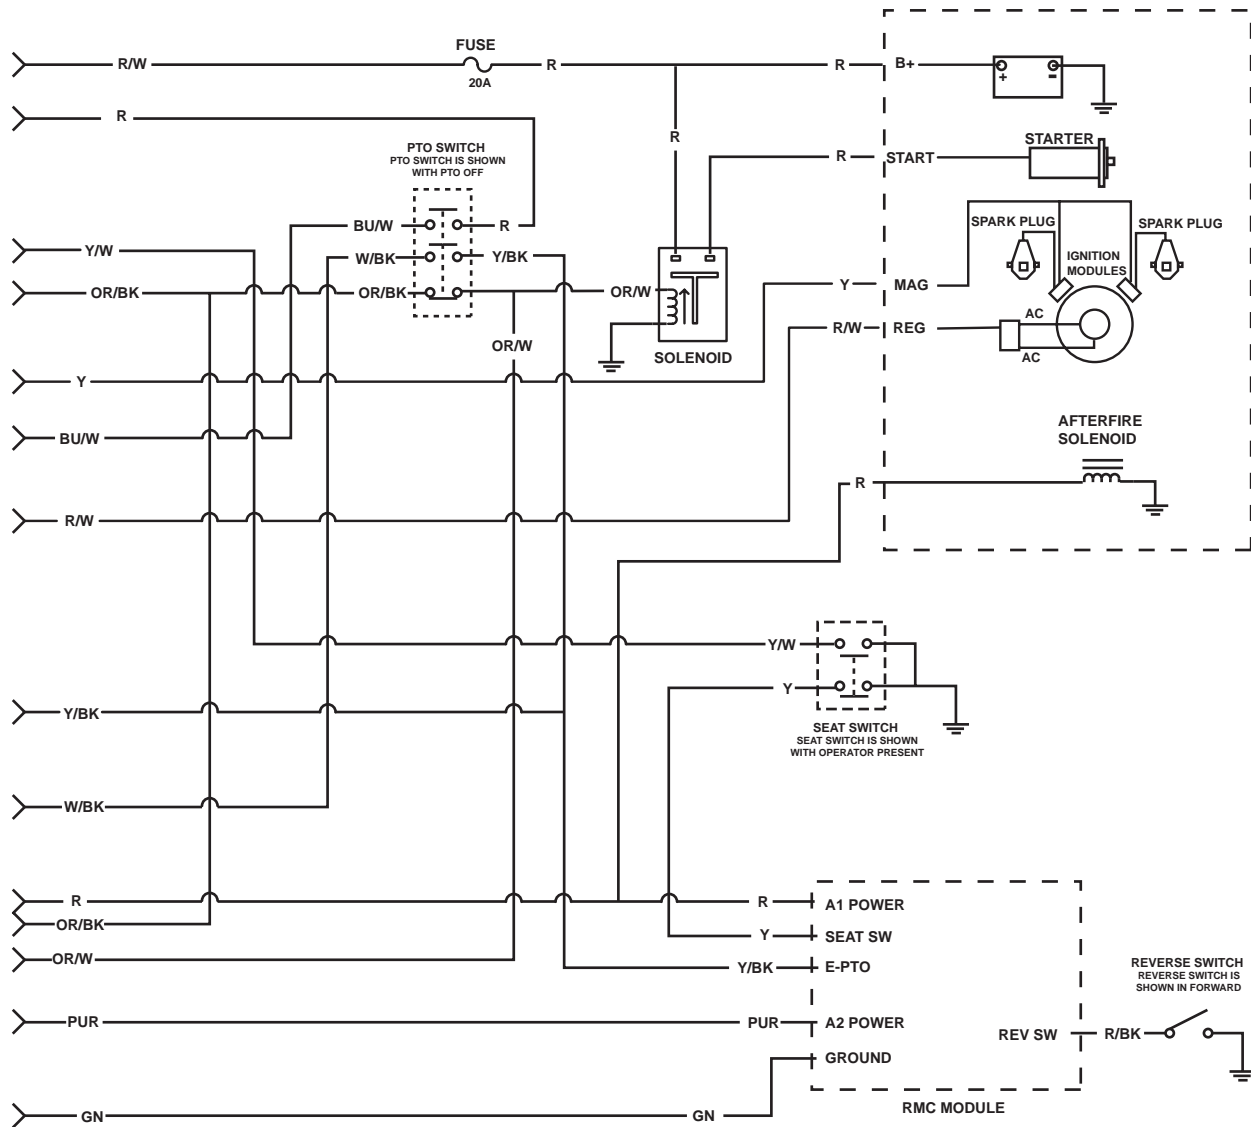 FUSE
R/W
R
R
B+
20A
+
-
R
R
PTO SWITCH
PTO SWITCH IS SHOWN
WITH PTO OFF
STARTER
R
START
BU/W
R
SPARK PLUG
SPARK PLUG
Y/W
W/BK
Y/BK
IGNITION
MODULES
OR/BK
OR/BK
OR/W
Y
MAG
AC
R/W
REG
OR/W
SOLENOID
AC
Y
AFTERFIRE
SOLENOID
BU/W
R
R/W
Y/W
Y
Y/BK
SEAT SWITCH
SEAT SWITCH IS SHOWN
WITH OPERATOR PRESENT
W/BK
R
R
A1 POWER
OR/BK
Y
SEAT SW
OR/W
Y/BK
E-PTO
REVERSE SWITCH
REVERSE SWITCH IS
SHOWN IN FORWARD
PUR
PUR
A2 POWER
REV SW
R/BK
GROUND
GN
GN
RMC MODULE